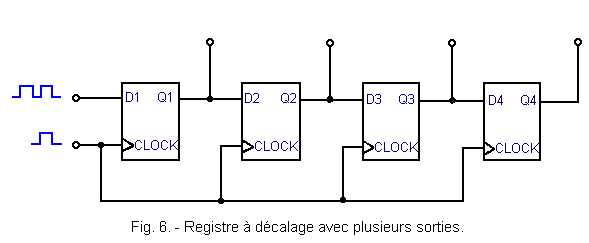 D1 Q1 D2 Q2 D3 Q3 D4 Q4
CLOCK CLOCK CLOCK CLOCK
Fig. 6. - Registre à décalage avec plusieurs sorties.